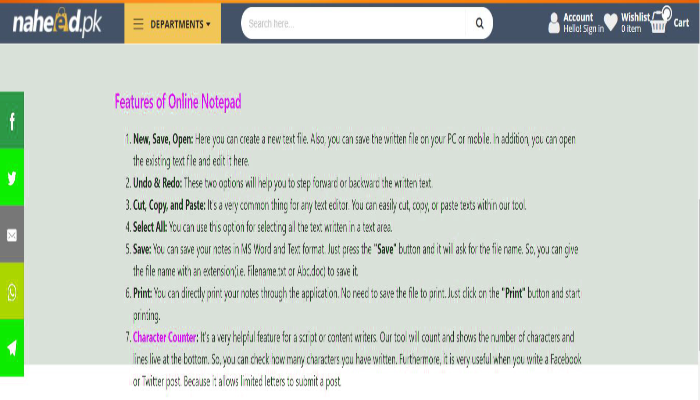 naheed.pk
DEPARTMENTS
Search here...
Account
Hello! Sign in
Wishlist
0 item
0
Cart
Features of Online Notepad
1. New, Save, Open: Here you can create a new text file. Also, you can save the written file on your PC or mobile. In addition, you can open
the existing text file and edit it here.
2. Undo & Redo: These two options will help you to step forward or backward the written text.
3. Cut, Copy, and Paste: It's a very common thing for any text editor. You can easily cut, copy, or paste texts within our tool.
4. Select All: You can use this option for selecting all the text written in a text area.
5. Save: You can save your notes in MS Word and Text format. Just press the "Save" button and it will ask for the file name. So, you can give
the file name with an extension(i.e. Filename.txt or Abc.doc) to save it.
6. Print: You can directly print your notes through the application. No need to save the file to print. Just click on the "Print" button and start
printing.
7. Character Counter: It's a very helpful feature for a script or content writers. Our tool will count and shows the number of characters and
lines live at the bottom. So, you can check how many characters you have written. Furthermore, it is very useful when you write a Facebook
or Twitter post. Because it allows limited letters to submit a post.